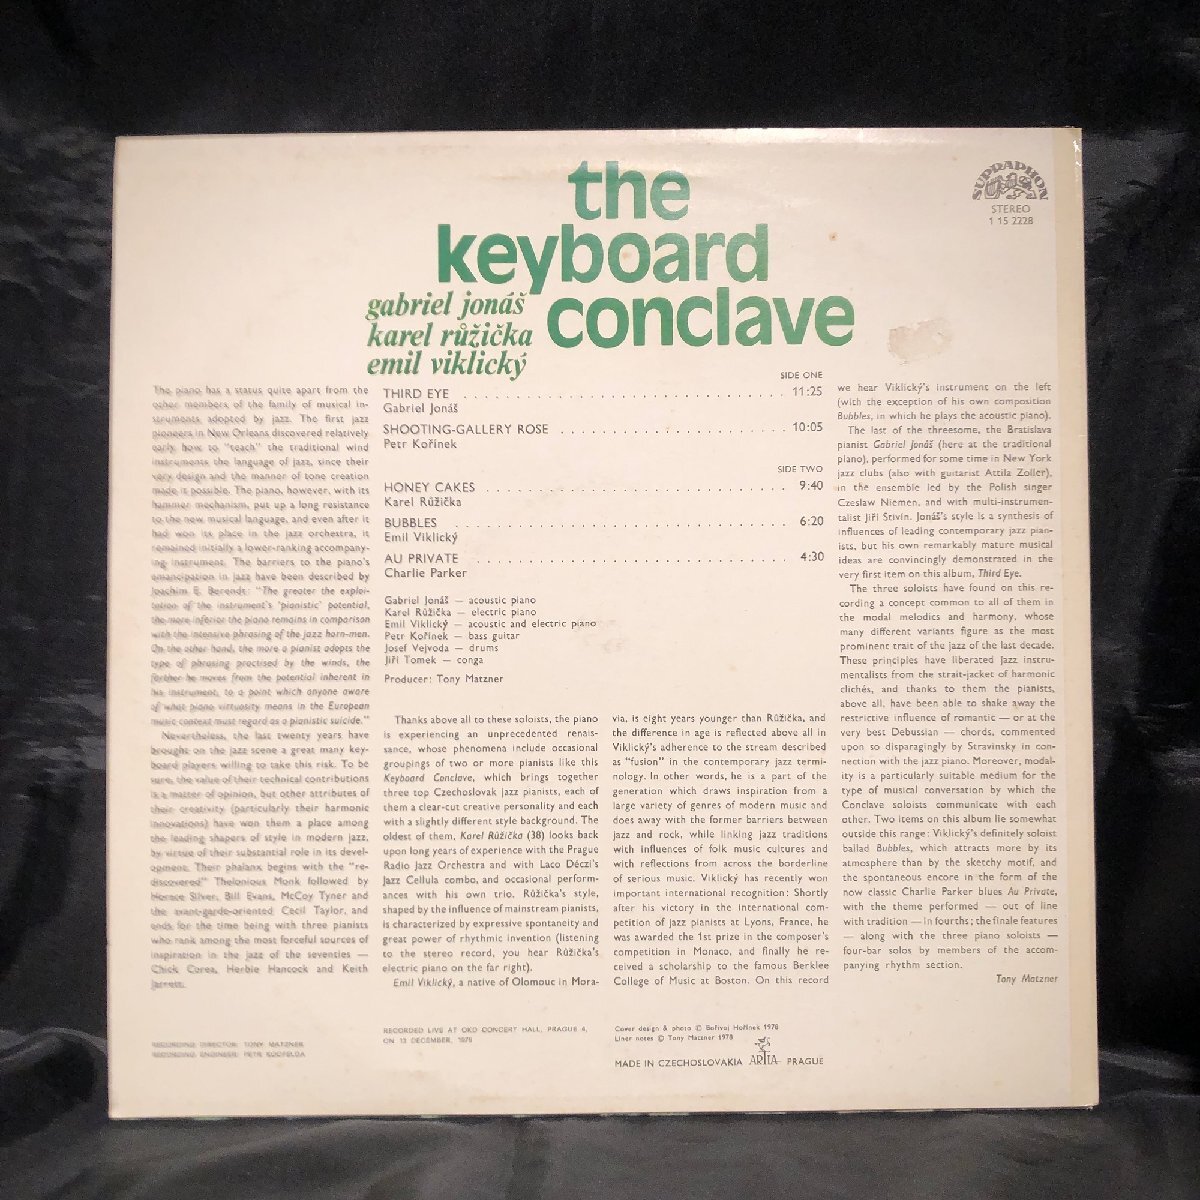 the
keyboard
conclave
gabriel jonáš
karel růžička
emil viklický
SUPRAPHON
STEREO
1 15 2228
The piano has a status quite apart from the
other members of the family of musical in-
struments adopted by jazz. The first jazz
pioneers in New Orleans discovered relatively
early how to "teach" the traditional wind
instruments the language of jazz, since their
very design and the manner of tone creation
made it possible. The piano, however, with its
hammer mechanism, put up a long resistance
to the new musical language, and even after it
had won its place in the jazz orchestra, it
remained initially a lower-ranking accompany-
ing instrument. The barriers to the piano's
emancipation in jazz have been described by
Joachim E. Berendt: "The greater the exploi-
tation of the instrument's 'pianistic' potential,
the more inferior the piano remains in comparison
with the intensive phrasing of the jazz horn-men.
On the other hand, the more a pianist adopts the
type of phrasing practised by the winds, the
further he moves from the potential inherent in
his instrument, to a point which anyone aware
of what piano virtuosity means in the European
music context must regard as a pianistic suicide."
Nevertheless, the last twenty years have
brought on the jazz scene a great many key-
board players willing to take this risk. To be
sure, the value of their technical contributions
is a matter of opinion, but other attributes of
their creativity (particularly their harmonic
innovations) have won them a place among
the leading shapers of style in modern jazz,
by virtue of their substantial role in its devel-
opment. Their phalanx begins with the "re-
discovered" Thelonious Monk followed by
Horace Silver, Bill Evans, McCoy Tyner and
the avant-garde-oriented Cecil Taylor, and
ends for the time being with three pianists
who rank among the most forceful sources of
inspiration in the jazz of the seventies —
Chick Corea, Herbie Hancock and Keith
Jarrett.
RECORDING DIRECTOR: TONY MATZNER
RECORDING ENGINEER: PETR KOCFELDA
SIDE ONE
THIRD EYE . . . . . . . . . . . . . . . . . . . . . . . . . . . . . 11:25
Gabriel Jonáš
SHOOTING-GALLERY ROSE . . . . . . . . . . . . . . . . . . . . 10:05
Petr Kořínek
SIDE TWO
HONEY CAKES . . . . . . . . . . . . . . . . . . . . . . . . . . . 9:40
Karel Růžička
BUBBLES . . . . . . . . . . . . . . . . . . . . . . . . . . . . . . 6:20
Emil Viklický
AU PRIVATE . . . . . . . . . . . . . . . . . . . . . . . . . . . . 4:30
Charlie Parker
Gabriel Jonáš — acoustic piano
Karel Růžička — electric piano
Emil Viklický — acoustic and electric piano
Petr Kořínek — bass guitar
Josef Vejvoda — drums
Jiří Tomek — conga
Producer: Tony Matzner
Thanks above all to these soloists, the piano
is experiencing an unprecedented renais-
sance, whose phenomena include occasional
groupings of two or more pianists like this
Keyboard Conclave, which brings together
three top Czechoslovak jazz pianists, each of
them a clear-cut creative personality and each
with a slightly different style background. The
oldest of them, Karel Růžička (38) looks back
upon long years of experience with the Prague
Radio Jazz Orchestra and with Laco Déczi's
Jazz Cellula combo, and occasional perform-
ances with his own trio. Růžička's style,
shaped by the influence of mainstream pianists,
is characterized by expressive spontaneity and
great power of rhythmic invention (listening
to the stereo record, you hear Růžička's
electric piano on the far right).
Emil Viklický, a native of Olomouc in Mora-
via, is eight years younger than Růžička, and
the difference in age is reflected above all in
Viklický's adherence to the stream described
as "fusion" in the contemporary jazz termi-
nology. In other words, he is a part of the
generation which draws inspiration from a
large variety of genres of modern music and
does away with the former barriers between
jazz and rock, while linking jazz traditions
with influences of folk music cultures and
with reflections from across the borderline
of serious music. Viklický has recently won
important international recognition: Shortly
after his victory in the international com-
petition of jazz pianists at Lyons, France, he
was awarded the 1st prize in the composer's
competition in Monaco, and finally he re-
ceived a scholarship to the famous Berklee
College of Music at Boston. On this record
we hear Viklický's instrument on the left
(with the exception of his own composition
Bubbles, in which he plays the acoustic piano).
The last of the threesome, the Bratislava
pianist Gabriel Jonáš (here at the traditional
piano), performed for some time in New York
jazz clubs (also with guitarist Attila Zoller),
in the ensemble led by the Polish singer
Czeslaw Niemen, and with multi-instrumen-
talist Jiří Stivín. Jonáš's style is a synthesis of
influences of leading contemporary jazz pian-
ists, but his own remarkably mature musical
ideas are convincingly demonstrated in the
very first item on this album, Third Eye.
The three soloists have found on this re-
cording a concept common to all of them in
the modal melodics and harmony, whose
many different variants figure as the most
prominent trait of the jazz of the last decade.
These principles have liberated jazz instru-
mentalists from the strait-jacket of harmonic
clichés, and thanks to them the pianists,
above all, have been able to shake away the
restrictive influence of romantic — or at the
very best Debussian — chords, commented
upon so disparagingly by Stravinsky in con-
nection with the jazz piano. Moreover, modal-
ity is a particularly suitable medium for the
type of musical conversation by which the
Conclave soloists communicate with each
other. Two items on this album lie somewhat
outside this range: Viklický's definitely soloist
ballad Bubbles, which attracts more by its
atmosphere than by the sketchy motif, and
the spontaneous encore in the form of the
now classic Charlie Parker blues Au Private,
with the theme performed — out of line
with tradition — in fourths; the finale features
— along with the three piano soloists —
four-bar solos by members of the accom-
panying rhythm section.
Tony Matzner
RECORDED LIVE AT OKD CONCERT HALL, PRAGUE 4,
ON 13 DECEMBER, 1976
Cover design & photo © Bořivoj Hořínek 1978
Liner notes © Tony Matzner 1978
MADE IN CZECHOSLOVAKIA ARTIA PRAGUE